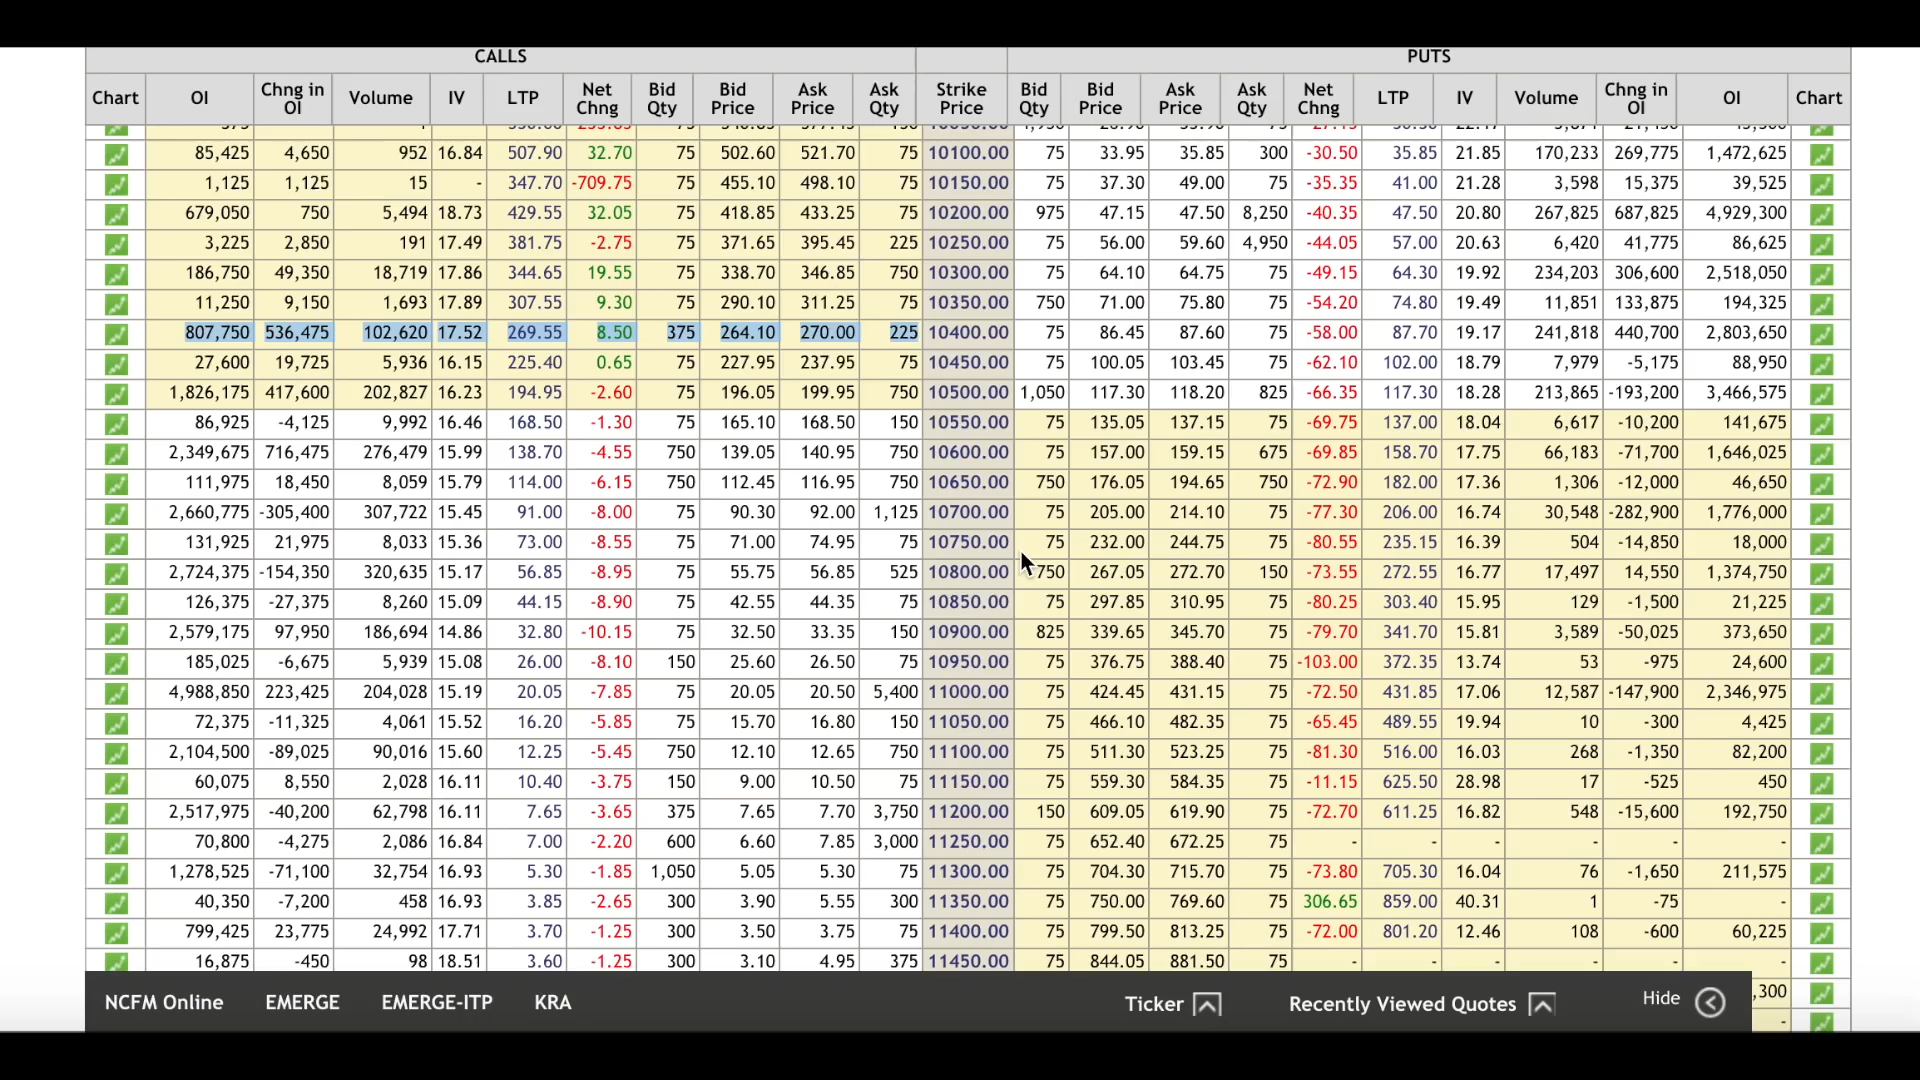 CALLS PUTS
Chart OI Chng in OI Volume IV LTP Net Chng Bid Qty Bid Price Ask Price Ask Qty Strike Price Bid Qty Bid Price Ask Price Ask Qty Net Chng LTP IV Volume Chng in OI OI Chart
85,425 4,650 952 16.84 507.90 32.70 75 502.60 521.70 75 10100.00 75 33.95 35.85 300 -30.50 35.85 21.85 170,233 269,775 1,472,625
1,125 1,125 15 - 347.70 -709.75 75 455.10 498.10 75 10150.00 75 37.30 49.00 75 -35.35 41.00 21.28 3,598 15,375 39,525
679,050 750 5,494 18.73 429.55 32.05 75 418.85 433.25 75 10200.00 975 47.15 47.50 8,250 -40.35 47.50 20.80 267,825 687,825 4,929,300
3,225 2,850 191 17.49 381.75 -2.75 75 371.65 395.45 225 10250.00 75 56.00 59.60 4,950 -44.05 57.00 20.63 6,420 41,775 86,625
186,750 49,350 18,719 17.86 344.65 19.55 75 338.70 346.85 750 10300.00 75 64.10 64.75 75 -49.15 64.30 19.92 234,203 306,600 2,518,050
11,250 9,150 1,693 17.89 307.55 9.30 75 290.10 311.25 75 10350.00 750 71.00 75.80 75 -54.20 74.80 19.49 11,851 133,875 194,325
807,750 536,475 102,620 17.52 269.55 8.50 375 264.10 270.00 225 10400.00 75 86.45 87.60 75 -58.00 87.70 19.17 241,818 440,700 2,803,650
27,600 19,725 5,936 16.15 225.40 0.65 75 227.95 237.95 75 10450.00 75 100.05 103.45 75 -62.10 102.00 18.79 7,979 -5,175 88,950
1,826,175 417,600 202,827 16.23 194.95 -2.60 75 196.05 199.95 750 10500.00 1,050 117.30 118.20 825 -66.35 117.30 18.28 213,865 -193,200 3,466,575
86,925 -4,125 9,992 16.46 168.50 -1.30 75 165.10 168.50 150 10550.00 75 135.05 137.15 75 -69.75 137.00 18.04 6,617 -10,200 141,675
2,349,675 716,475 276,479 15.99 138.70 -4.55 750 139.05 140.95 750 10600.00 75 157.00 159.15 675 -69.85 158.70 17.75 66,183 -71,700 1,646,025
111,975 18,450 8,059 15.79 114.00 -6.15 750 112.45 116.95 750 10650.00 750 176.05 194.65 750 -72.90 182.00 17.36 1,306 -12,000 46,650
2,660,775 -305,400 307,722 15.45 91.00 -8.00 75 90.30 92.00 1,125 10700.00 75 205.00 214.10 75 -77.30 206.00 16.74 30,548 -282,900 1,776,000
131,925 21,975 8,033 15.36 73.00 -8.55 75 71.00 74.95 75 10750.00 75 232.00 244.75 75 -80.55 235.15 16.39 504 -14,850 18,000
2,724,375 -154,350 320,635 15.17 56.85 -8.95 75 55.75 56.85 525 10800.00 750 267.05 272.70 150 -73.55 272.55 16.77 17,497 14,550 1,374,750
126,375 -27,375 8,260 15.09 44.15 -8.90 75 42.55 44.35 75 10850.00 75 297.85 310.95 75 -80.25 303.40 15.95 129 -1,500 21,225
2,579,175 97,950 186,694 14.86 32.80 -10.15 75 32.50 33.35 150 10900.00 825 339.65 345.70 75 -79.70 341.70 15.81 3,589 -50,025 373,650
185,025 -6,675 5,939 15.08 26.00 -8.10 150 25.60 26.50 75 10950.00 75 376.75 388.40 75 -103.00 372.35 13.74 53 -975 24,600
4,988,850 223,425 204,028 15.19 20.05 -7.85 75 20.05 20.50 5,400 11000.00 75 424.45 431.15 75 -72.50 431.85 17.06 12,587 -147,900 2,346,975
72,375 -11,325 4,061 15.52 16.20 -5.85 75 15.70 16.80 150 11050.00 75 466.10 482.35 75 -65.45 489.55 19.94 10 -300 4,425
2,104,500 -89,025 90,016 15.60 12.25 -5.45 750 12.10 12.65 750 11100.00 75 511.30 523.25 75 -81.30 516.00 16.03 268 -1,350 82,200
60,075 8,550 2,028 16.11 10.40 -3.75 150 9.00 10.50 75 11150.00 75 559.30 584.35 75 -11.15 625.50 28.98 17 -525 450
2,517,975 -40,200 62,798 16.11 7.65 -3.65 375 7.65 7.70 3,750 11200.00 150 609.05 619.90 75 -72.70 611.25 16.82 548 -15,600 192,750
70,800 -4,275 2,086 16.84 7.00 -2.20 600 6.60 7.85 3,000 11250.00 75 652.40 672.25 75 - - - - - -
1,278,525 -71,100 32,754 16.93 5.30 -1.85 1,050 5.05 5.30 75 11300.00 75 704.30 715.70 75 -73.80 705.30 16.04 76 -1,650 211,575
40,350 -7,200 458 16.93 3.85 -2.65 300 3.90 5.55 300 11350.00 75 750.00 769.60 75 306.65 859.00 40.31 1 -75 -
799,425 23,775 24,992 17.71 3.70 -1.25 300 3.50 3.75 75 11400.00 75 799.50 813.25 75 -72.00 801.20 12.46 108 -600 60,225
16,875 -450 98 18.51 3.60 -1.25 300 3.10 4.95 375 11450.00 75 844.05 881.50 75 - - - - - -
,300
-
NCFM Online EMERGE EMERGE-ITP KRA Ticker Recently Viewed Quotes Hide